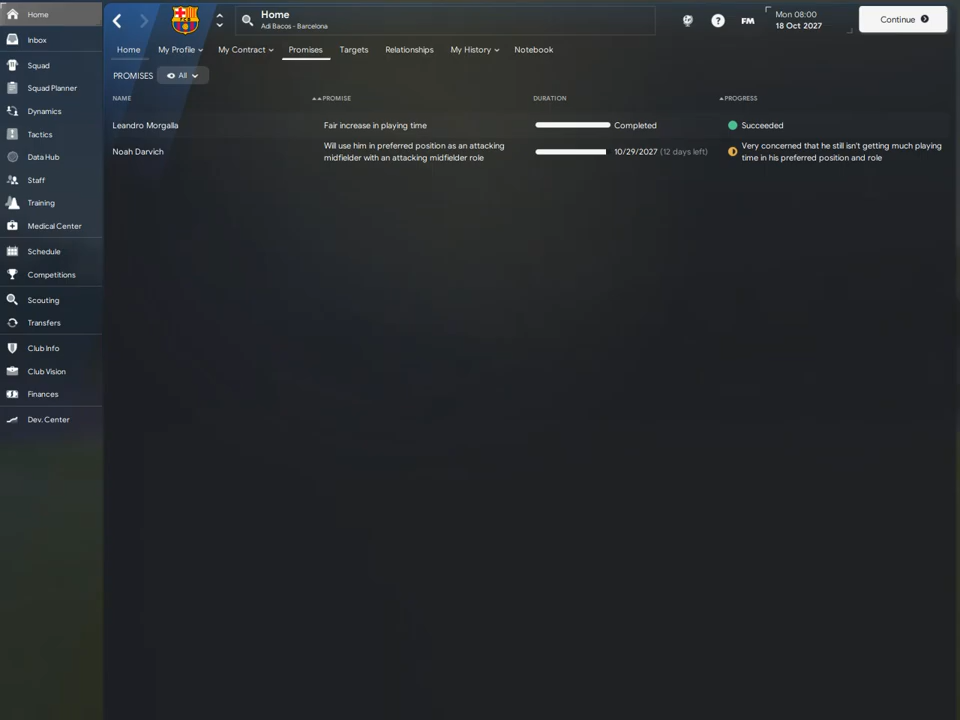 Home
Inbox
Squad
Squad Planner
Dynamics
Tactics
Data Hub
Staff
Training
Medical Center
Schedule
Competitions
Scouting
Transfers
Club Info
Club Vision
Finances
Dev. Center
Home
Adi Bacos - Barcelona
?
FM
Mon 08:00
18 Oct 2027
Continue
Home
My Profile
My Contract
Promises
Targets
Relationships
My History
Notebook
PROMISES
All
NAME
PROMISE
DURATION
PROGRESS
Leandro Morgalla
Fair increase in playing time
Completed
Succeeded
Noah Darvich
Will use him in preferred position as an attacking
midfielder with an attacking midfielder role
10/29/2027 (12 days left)
Very concerned that he still isn't getting much playing
time in his preferred position and role